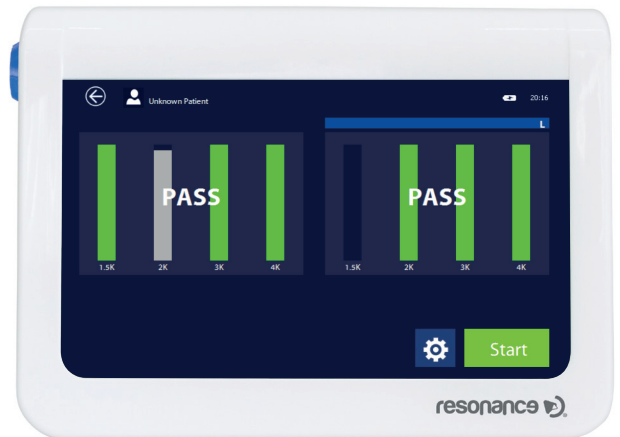 Unknown Patient
20:16
L
PASS
PASS
1.5K 2K 3K 4K
1.5K 2K 3K 4K
Start
resonance